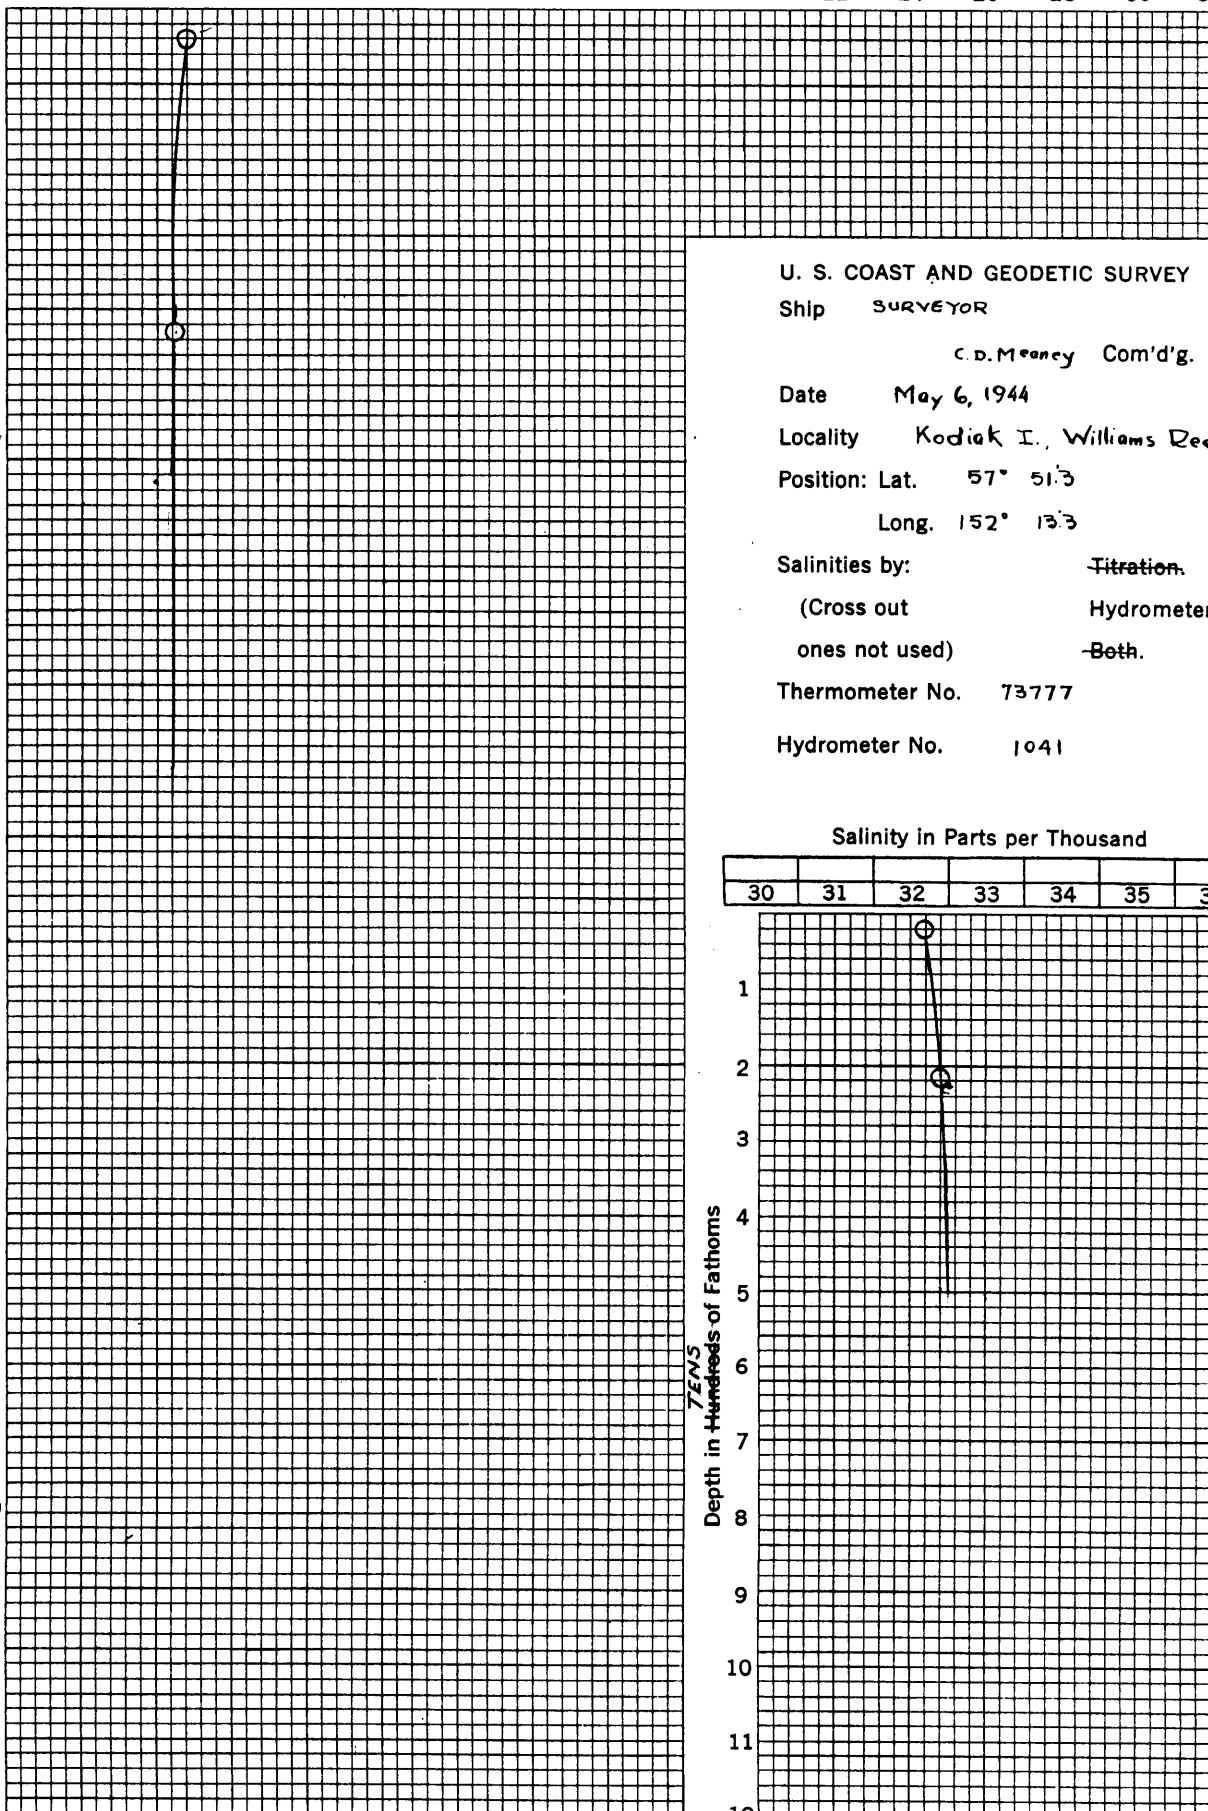 U. S. COAST AND GEODETIC SURVEY
Ship SURVEYOR
C. D. Meaney Com'd'g.
Date May 6, 1944
Locality Kodiak I., Williams
Position: Lat. 57° 51.'3
Long. 152° 13.'3
Salinities by: Titration.
(Cross out Hydrometer
ones not used) Both.
Thermometer No. 73777
Hydrometer No. 1041
Salinity in Parts per Thousand
30 31 32 33 34 35
1
2
3
4
5
6
7
8
9
10
11
TENS
Depth in Hundreds of Fathoms